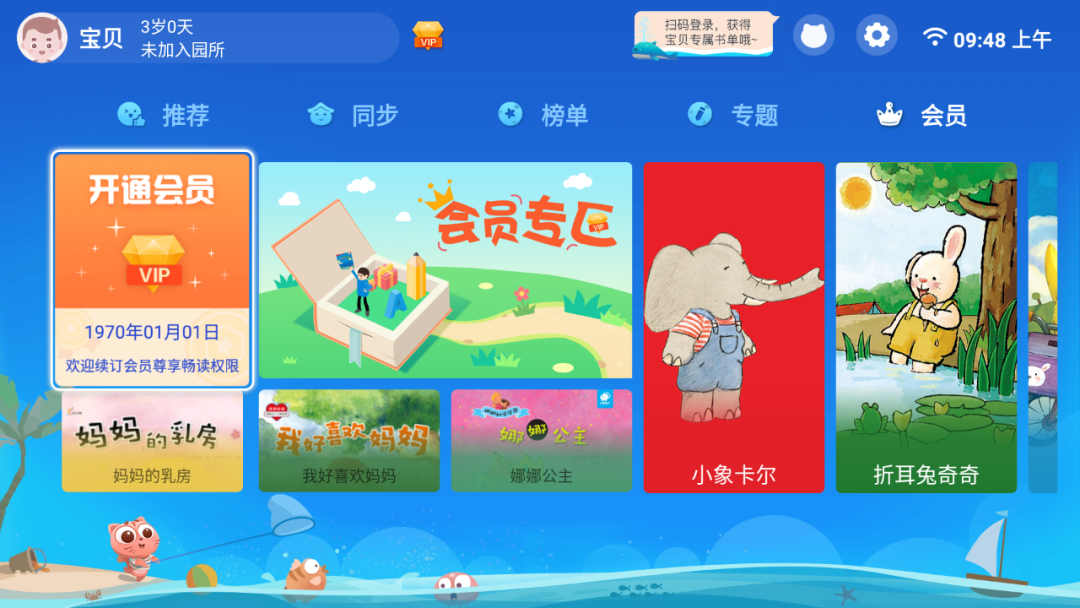 宝贝
3岁0天
未加入园所
VIP
扫码登录，获得
宝贝专属书单哦~
09:48 上午
推荐
同步
榜单
专题
会员
开通会员
VIP
1970年01月01日
欢迎续订会员尊享畅读权限
会员专区
VIP
妈妈的乳房
妈妈的乳房
我好喜欢妈妈
我好喜欢妈妈
娜娜公主
娜娜公主
小象卡尔
折耳兔奇奇